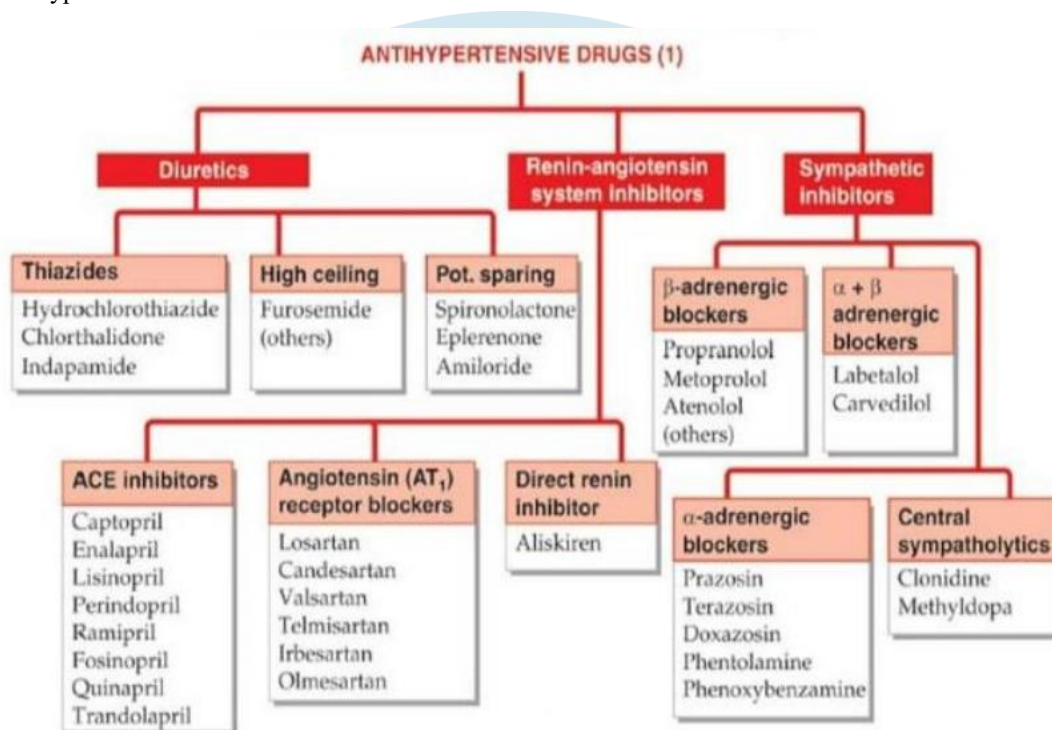 ANTIHYPERTENSIVE DRUGS (1)
Diuretics
Renin-angiotensin
system inhibitors
Sympathetic
inhibitors
Thiazides
Hydrochlorothiazide
Chlorthalidone
Indapamide
High ceiling
Furosemide
(others)
Pot. sparing
Spironolactone
Eplerenone
Amiloride
β-adrenergic
blockers
Propranolol
Metoprolol
Atenolol
(others)
α + β
adrenergic
blockers
Labetalol
Carvedilol
ACE inhibitors
Captopril
Enalapril
Lisinopril
Perindopril
Ramipril
Fosinopril
Quinapril
Trandolapril
Angiotensin (AT₁)
receptor blockers
Losartan
Candesartan
Valsartan
Telmisartan
Irbesartan
Olmesartan
Direct renin
inhibitor
Aliskiren
α-adrenergic
blockers
Prazosin
Terazosin
Doxazosin
Phentolamine
Phenoxybenzamine
Central
sympatholytics
Clonidine
Methyldopa